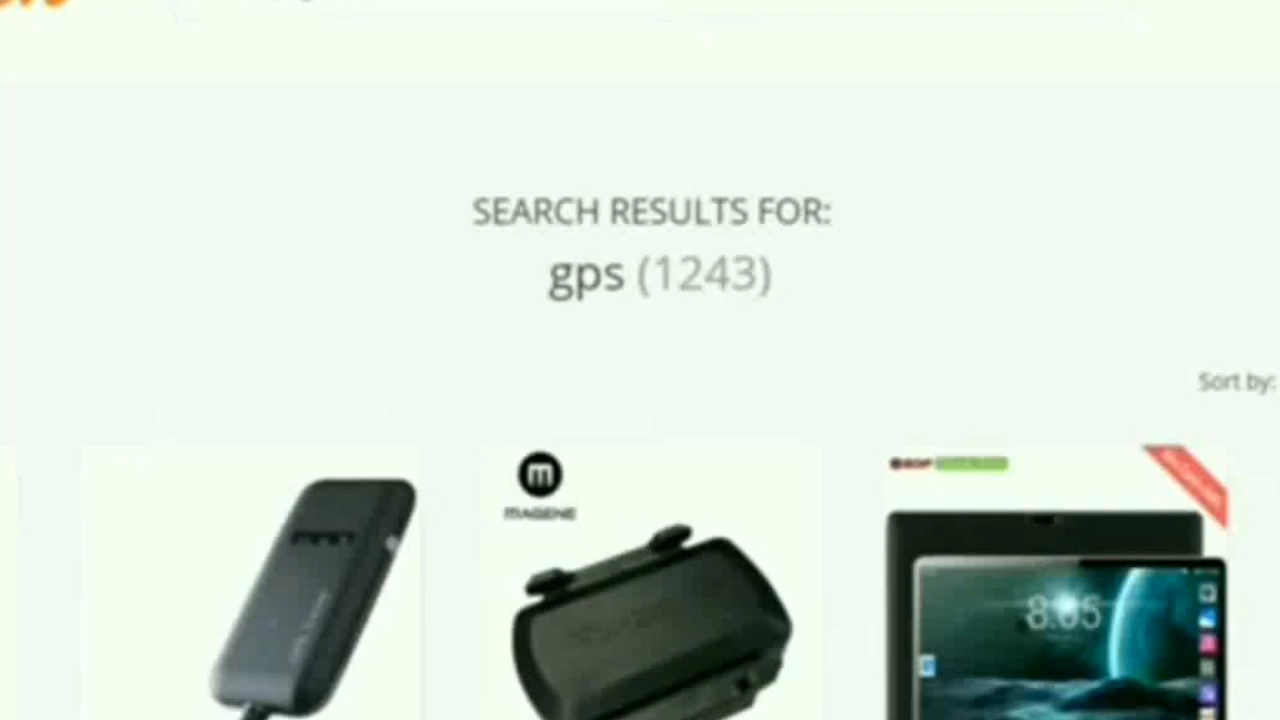 SEARCH RESULTS FOR:
gps (1243)
Sort by:
MAGENE
8:05